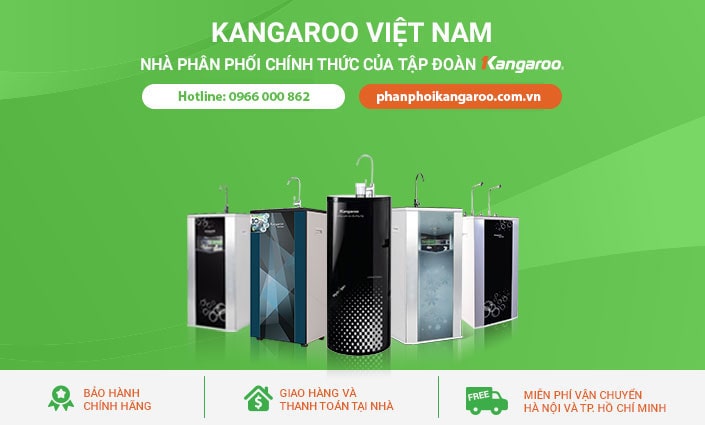 KANGAROO VIỆT NAM
NHÀ PHÂN PHỐI CHÍNH THỨC CỦA TẬP ĐOÀN Kangaroo
Hotline: 0966 000 862
phanphoikangaroo.com.vn
Kangaroo
BẢO HÀNH
CHÍNH HÃNG
GIAO HÀNG VÀ
THANH TOÁN TẠI NHÀ
FREE
MIỄN PHÍ VẬN CHUYỂN
HÀ NỘI VÀ TP. HỒ CHÍ MINH